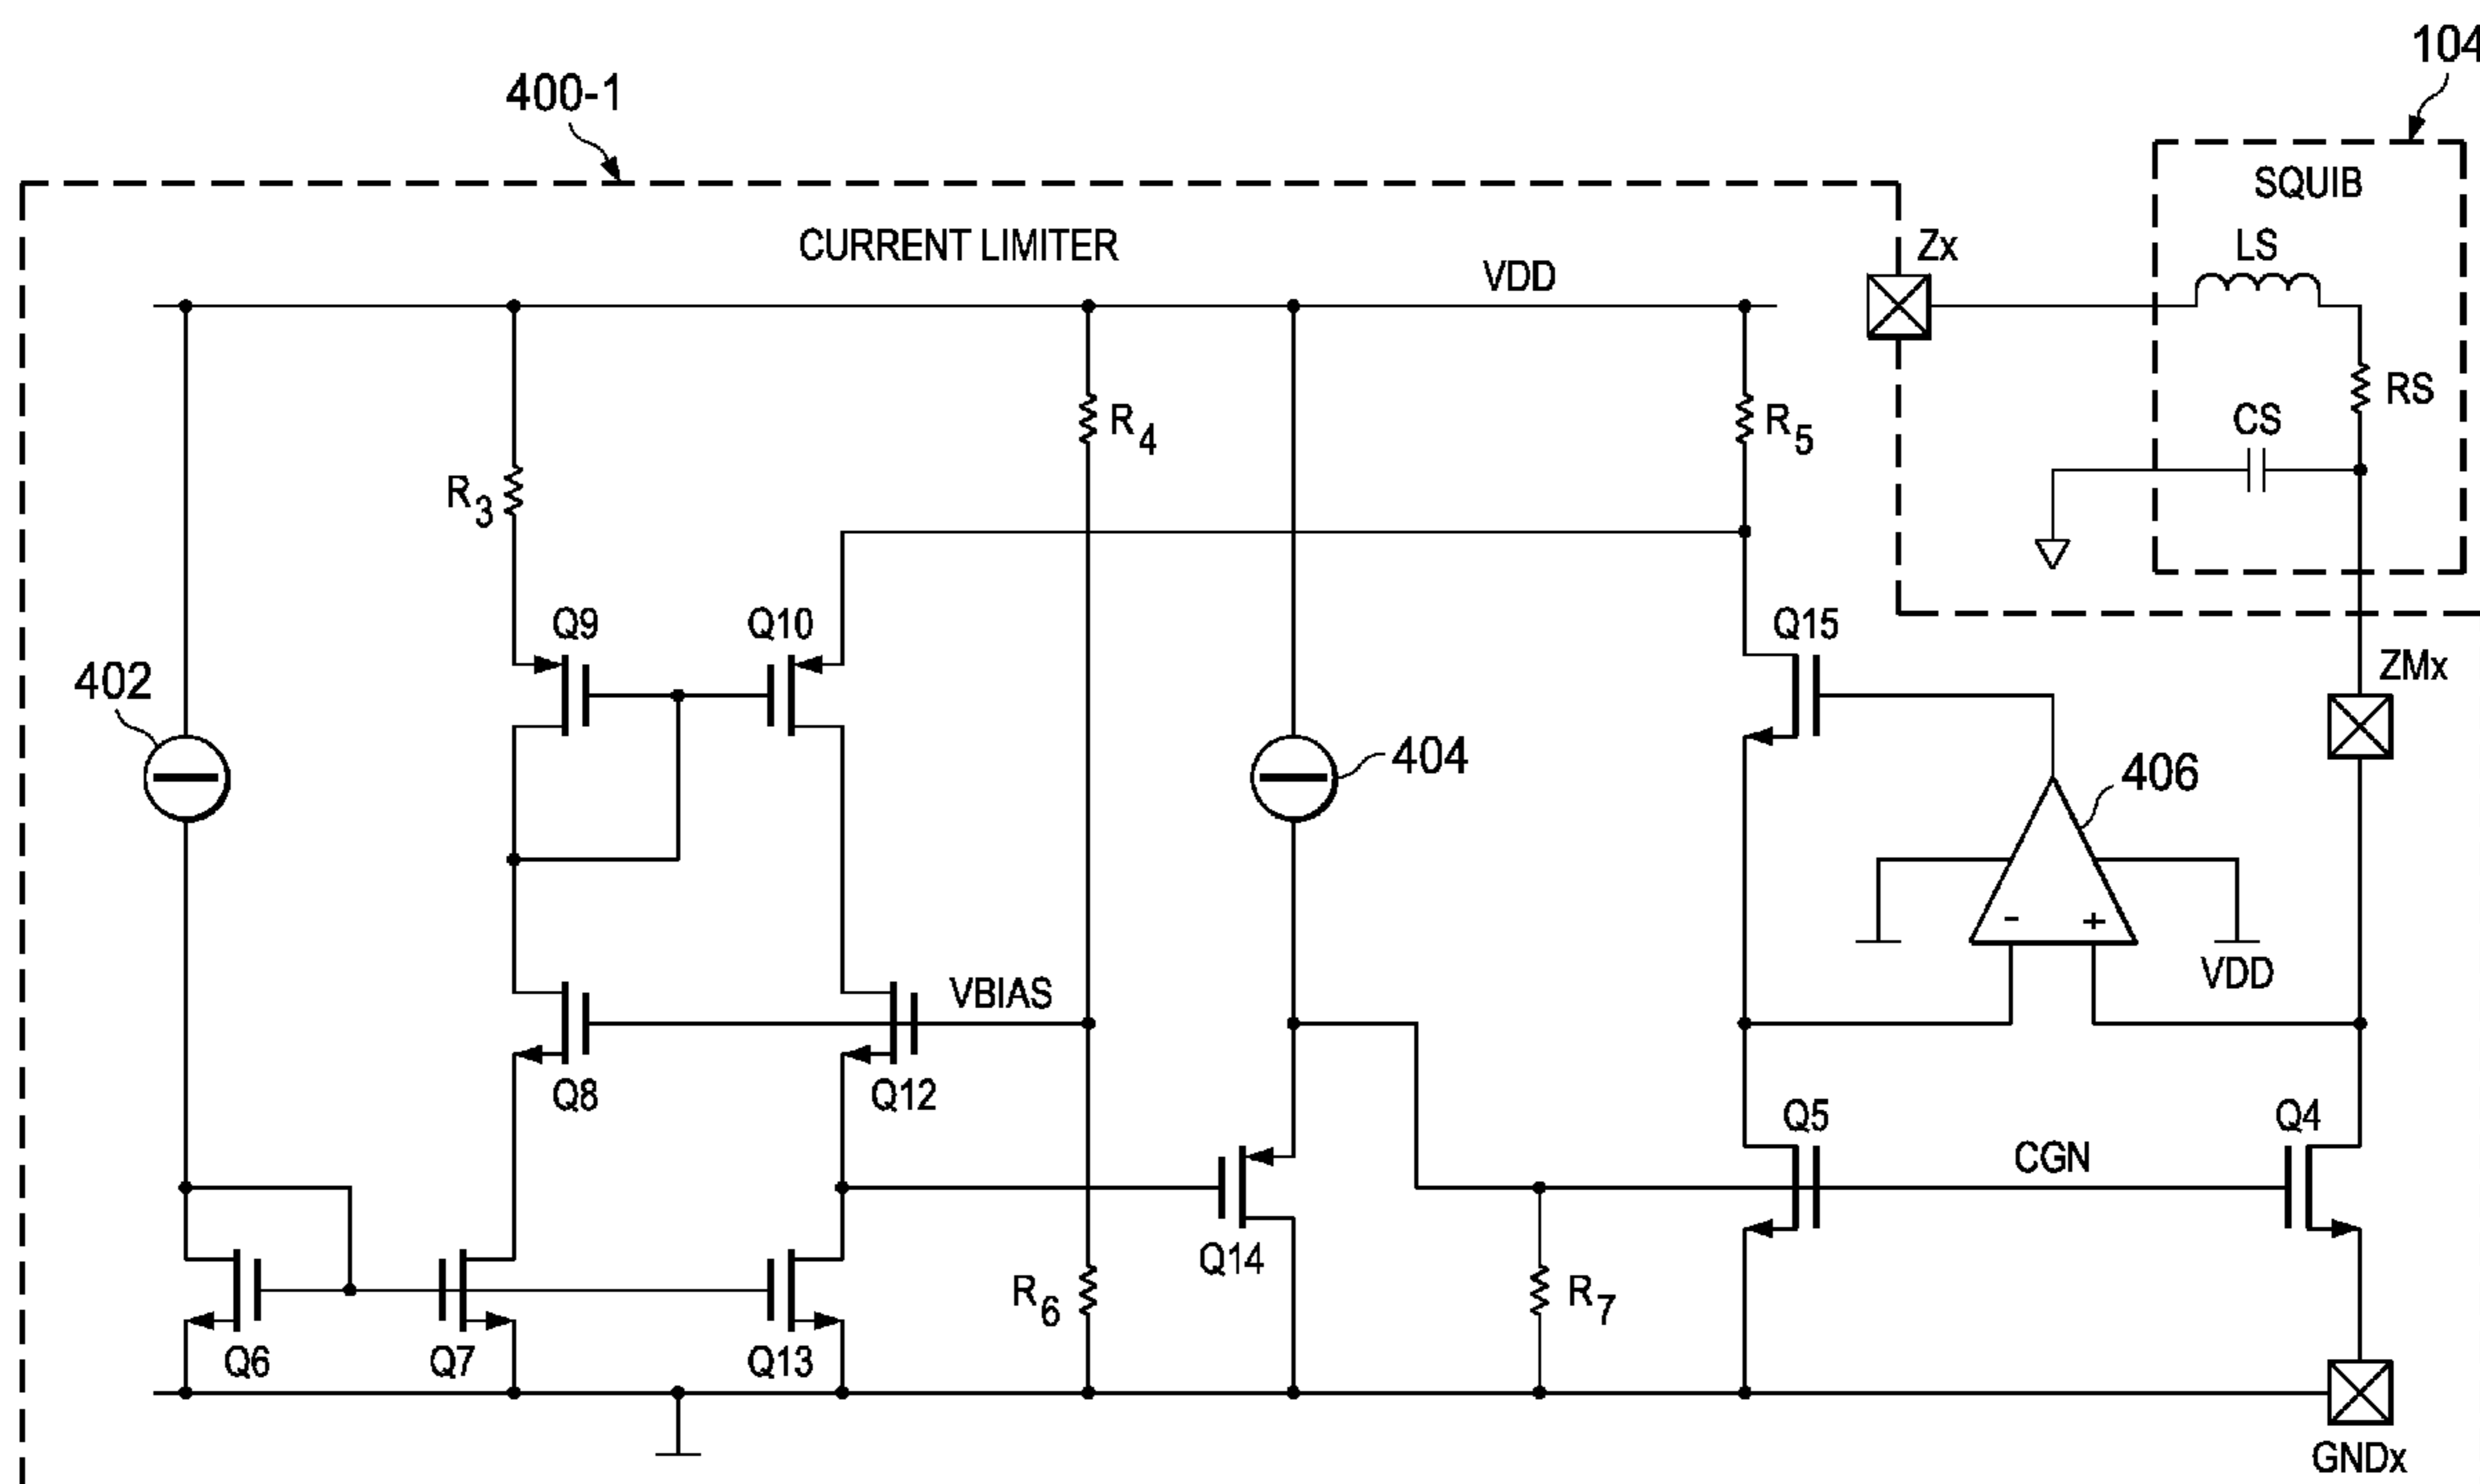 104
400-1
SQUIB
CURRENT LIMITER
VDD
Zx
LS
RS
CS
R4
R5
R3
Q9
Q10
Q15
402
ZMx
404
406
- +
VBIAS
VDD
Q8
Q12
Q5
Q4
CGN
Q14
R6
R7
Q6
Q7
Q13
GNDx